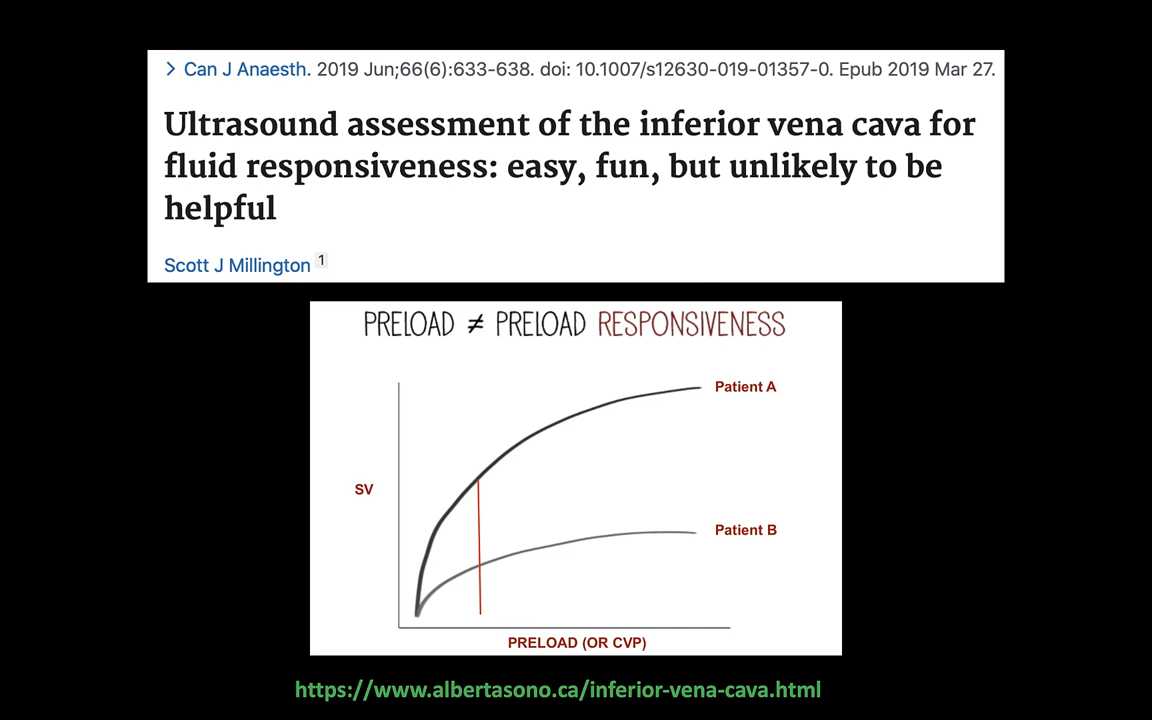 > Can J Anaesth. 2019 Jun;66(6):633-638. doi: 10.1007/s12630-019-01357-0. Epub 2019 Mar 27.
Ultrasound assessment of the inferior vena cava for
fluid responsiveness: easy, fun, but unlikely to be
helpful
Scott J Millington 1
PRELOAD ≠ PRELOAD RESPONSIVENESS
Patient A
SV
Patient B
PRELOAD (OR CVP)
https://www.albertasono.ca/inferior-vena-cava.html